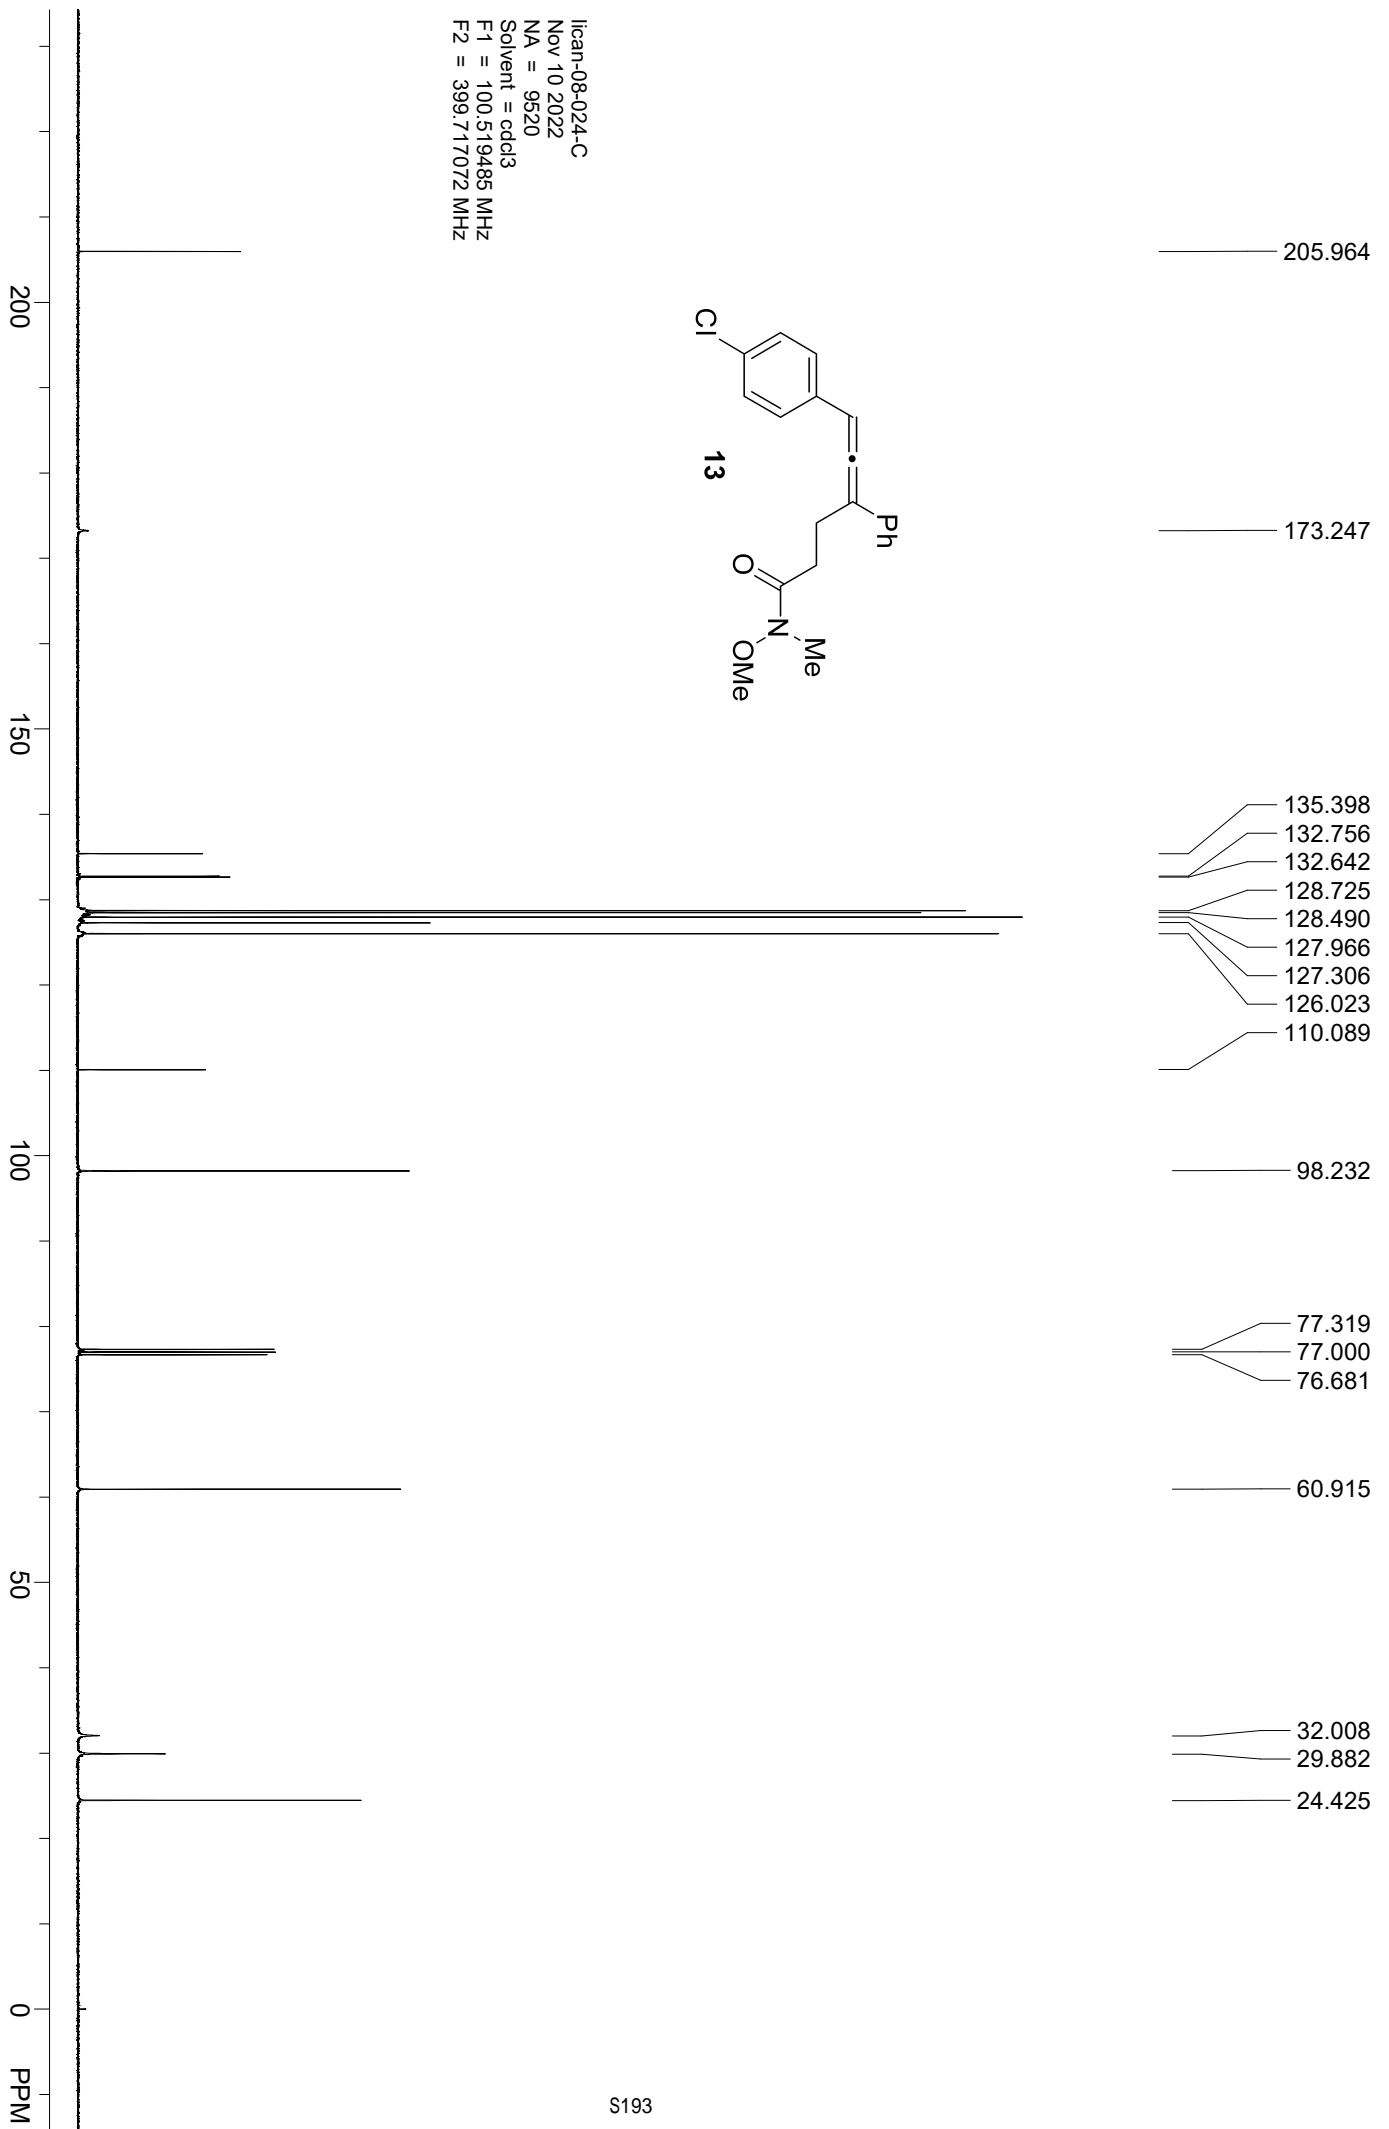 lican-08-024-C
Nov 10 2022
NA = 9520
Solvent = cdcl3
F1 = 100.519485 MHz
F2 = 399.717072 MHz
205.964
173.247
135.398
132.756
132.642
128.725
128.490
127.966
127.306
126.023
110.089
98.232
77.319
77.000
76.681
60.915
32.008
29.882
24.425
Cl
Ph
O
N
Me
OMe
13
200
150
100
50
0
PPM
S193